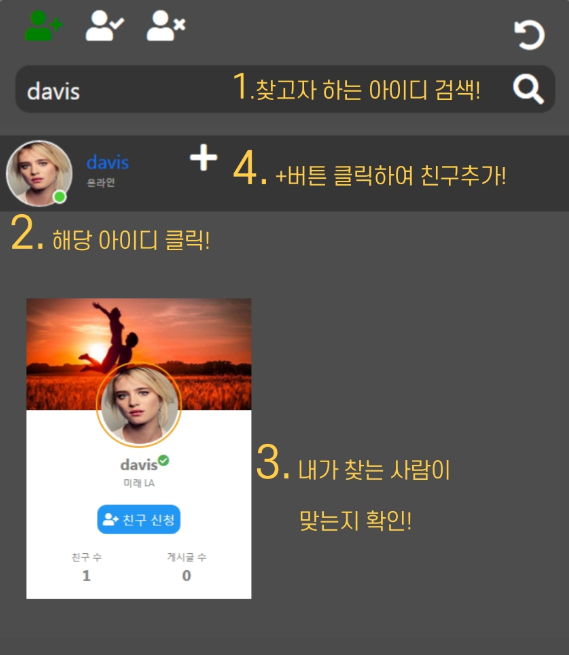 davis
1.찾고자 하는 아이디 검색!
davis
온라인
4. +버튼 클릭하여 친구추가!
2. 해당 아이디 클릭!
davis
미래 LA
친구 신청
친구 수 게시글 수
1 0
3. 내가 찾는 사람이
맞는지 확인!